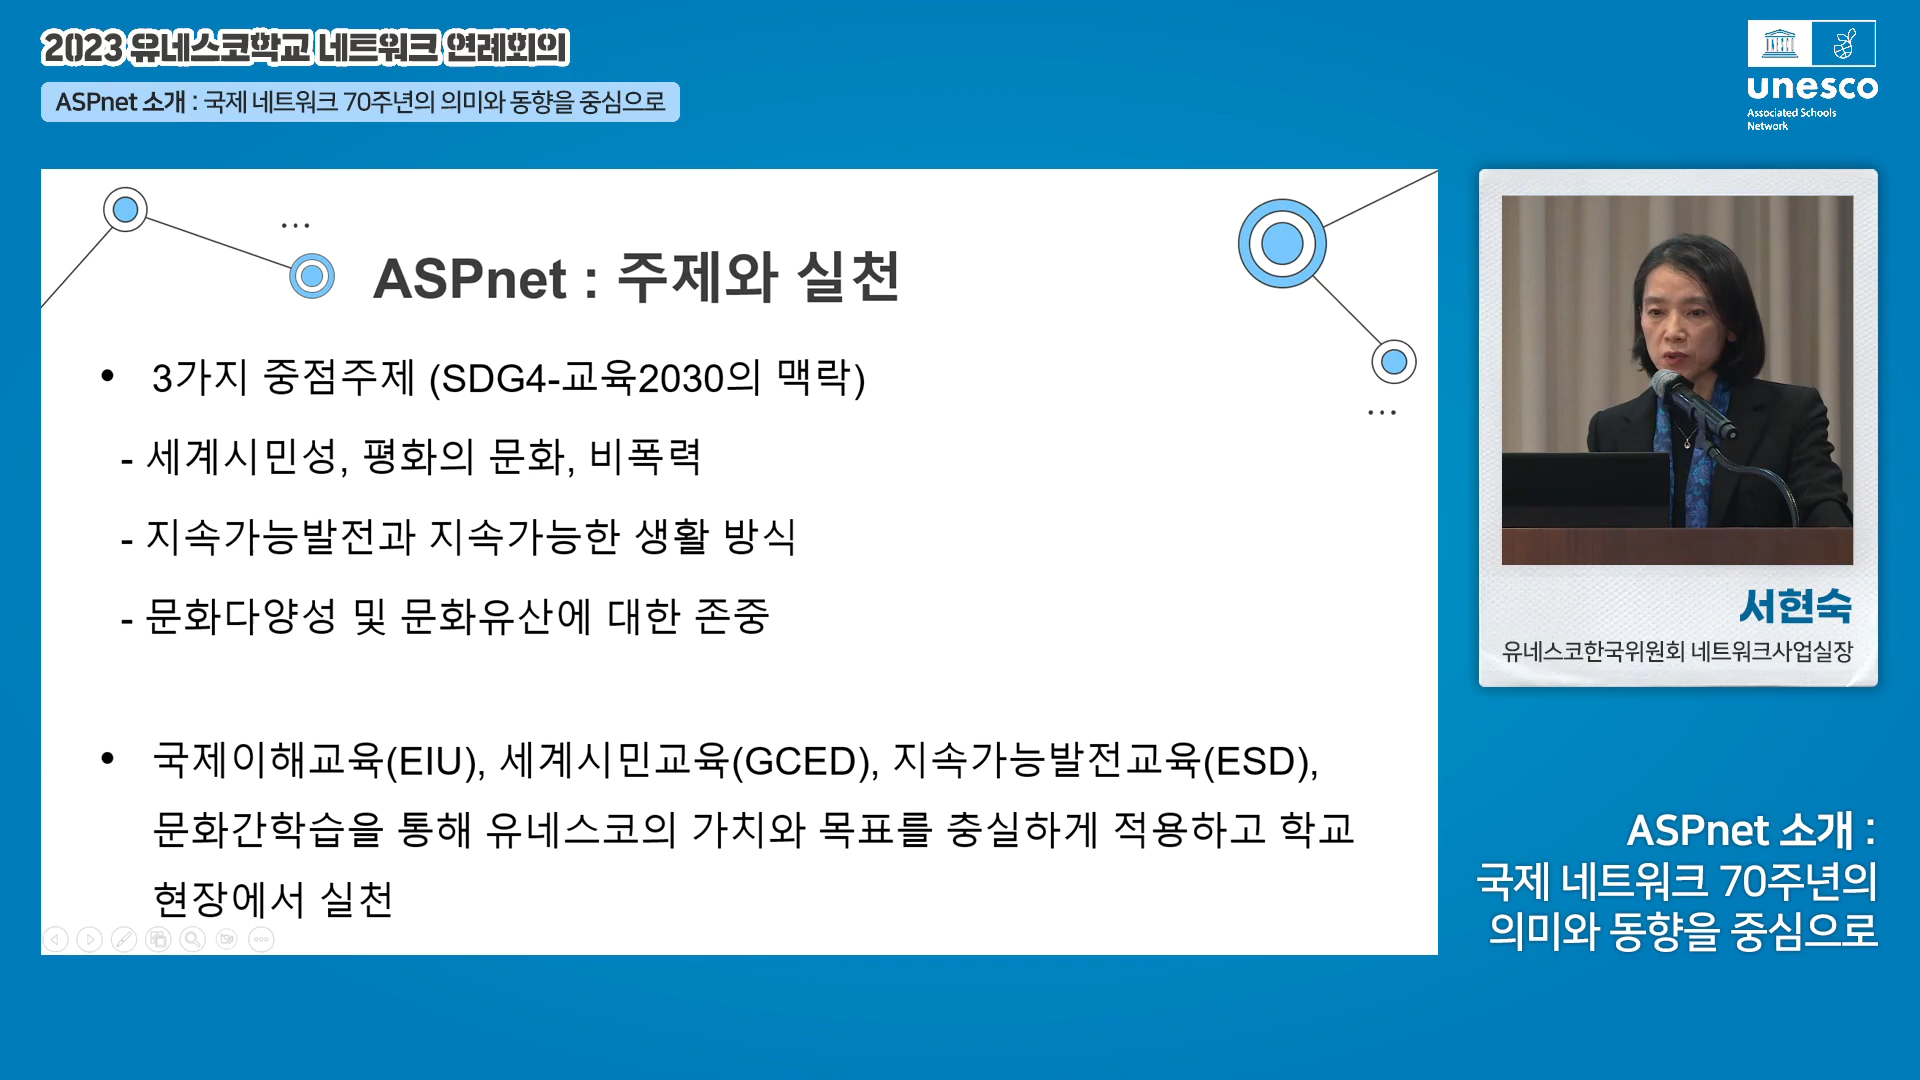 2023 유네스코학교 네트워크 연례회의
ASPnet 소개 : 국제 네트워크 70주년의 의미와 동향을 중심으로
unesco
Associated Schools
Network
ASPnet : 주제와 실천
• 3가지 중점주제 (SDG4-교육2030의 맥락)
- 세계시민성, 평화의 문화, 비폭력
- 지속가능발전과 지속가능한 생활 방식
- 문화다양성 및 문화유산에 대한 존중
• 국제이해교육(EIU), 세계시민교육(GCED), 지속가능발전교육(ESD),
문화간학습을 통해 유네스코의 가치와 목표를 충실하게 적용하고 학교
현장에서 실천
서현숙
유네스코한국위원회 네트워크사업실장
ASPnet 소개 :
국제 네트워크 70주년의
의미와 동향을 중심으로